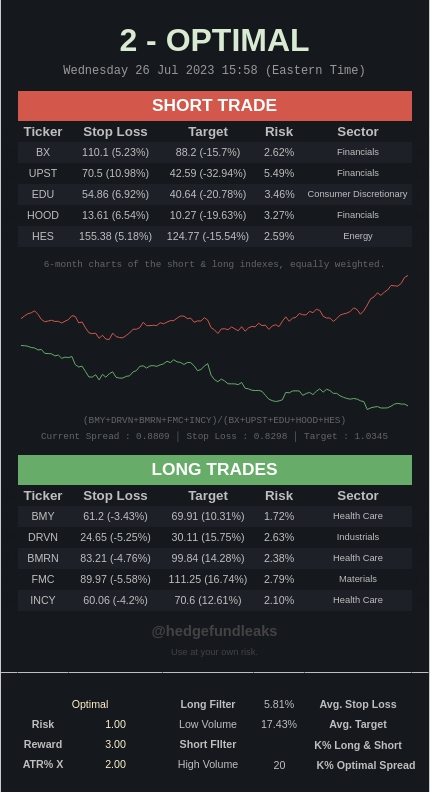 2 - OPTIMAL
Wednesday 26 Jul 2023 15:58 (Eastern Time)
SHORT TRADE
Ticker Stop Loss Target Risk Sector
BX 110.1 (5.23%) 88.2 (-15.7%) 2.62% Financials
UPST 70.5 (10.98%) 42.59 (-32.94%) 5.49% Financials
EDU 54.86 (6.92%) 40.64 (-20.78%) 3.46% Consumer Discretionary
HOOD 13.61 (6.54%) 10.27 (-19.63%) 3.27% Financials
HES 155.38 (5.18%) 124.77 (-15.54%) 2.59% Energy
6-month charts of the short & long indexes, equally weighted.
(BMY+DRVN+BMRN+FMC+INCY)/(BX+UPST+EDU+HOOD+HES)
Current Spread : 0.8809 | Stop Loss : 0.8298 | Target : 1.0345
LONG TRADES
Ticker Stop Loss Target Risk Sector
BMY 61.2 (-3.43%) 69.91 (10.31%) 1.72% Health Care
DRVN 24.65 (-5.25%) 30.11 (15.75%) 2.63% Industrials
BMRN 83.21 (-4.76%) 99.84 (14.28%) 2.38% Health Care
FMC 89.97 (-5.58%) 111.25 (16.74%) 2.79% Materials
INCY 60.06 (-4.2%) 70.6 (12.61%) 2.10% Health Care
@hedgefundleaks
Use at your own risk.
Optimal Long Filter 5.81% Avg. Stop Loss
Risk 1.00 Low Volume 17.43% Avg. Target
Reward 3.00 Short FIlter K% Long & Short
ATR% X 2.00 High Volume 20 K% Optimal Spread